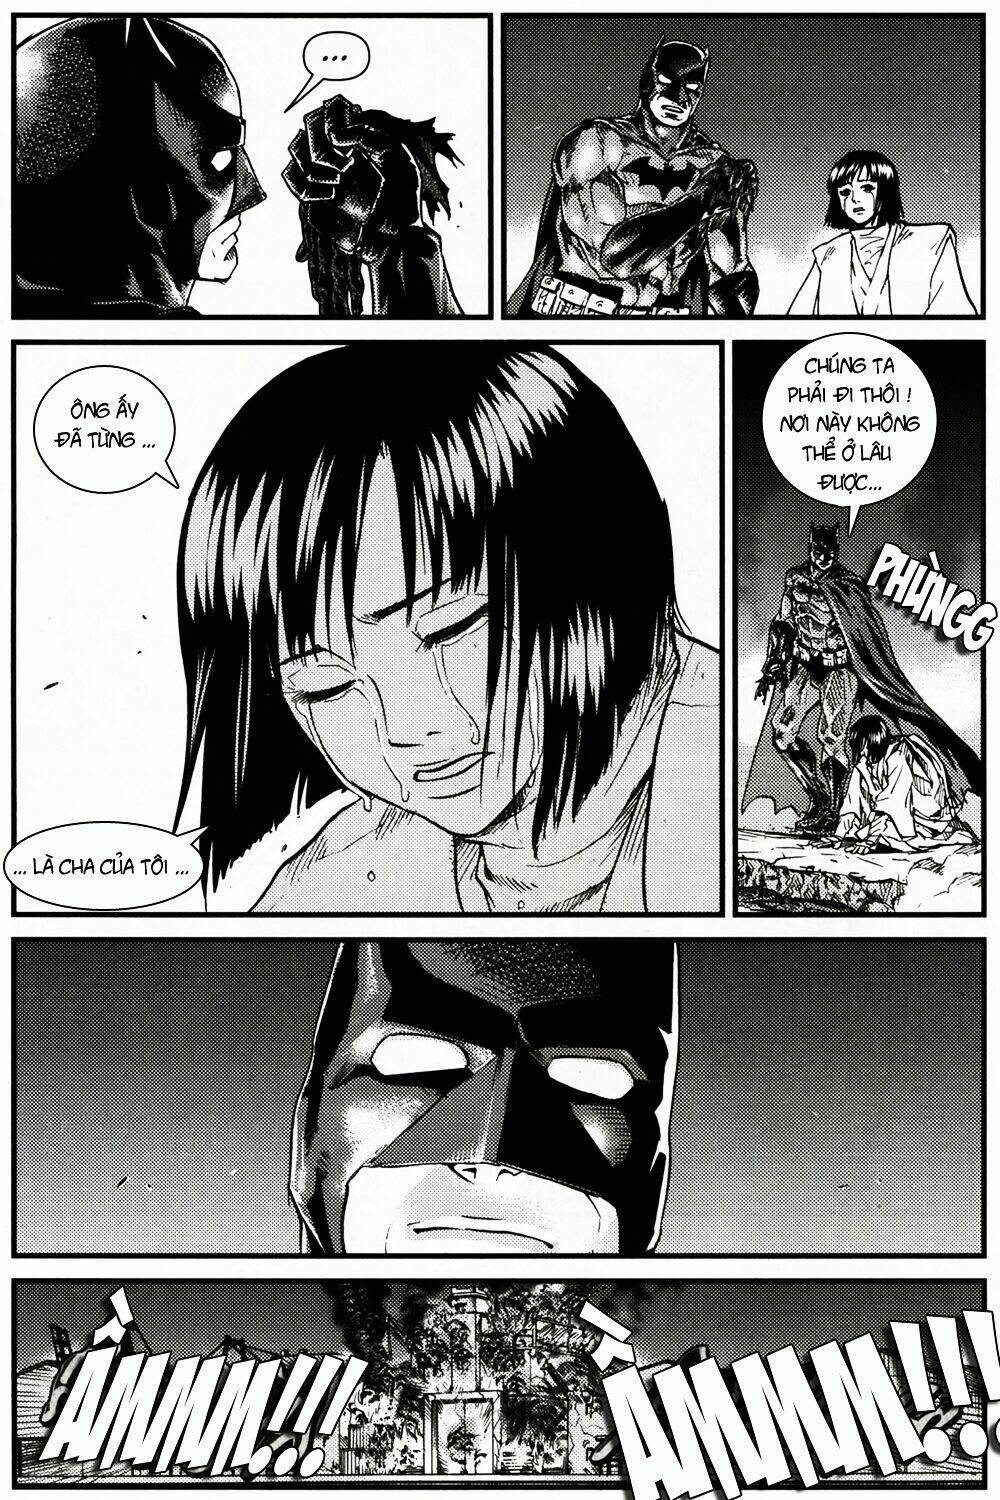 ...
ÔNG ẤY
ĐÃ TỪNG ...
... LÀ CHA CỦA TÔI ...
CHÚNG TA
PHẢI ĐI THÔI !
NƠI NÀY KHÔNG
THỂ Ở LÂU
ĐƯỢC...
PHỪNGG
ẦMMM!!!
ẦMMM!!!